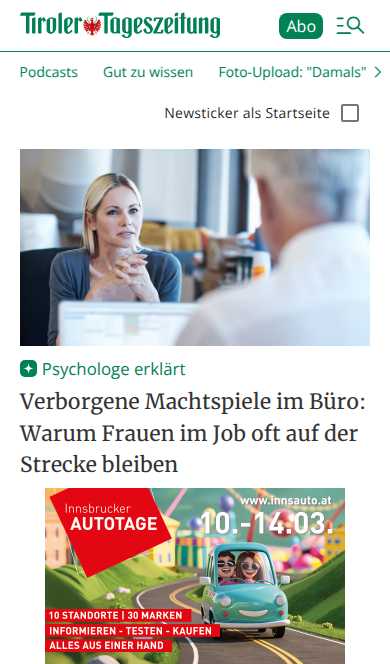 Tiroler Tageszeitung
Abo
Podcasts Gut zu wissen Foto-Upload: "Damals"
Newsticker als Startseite
Psychologe erklärt
Verborgene Machtspiele im Büro:
Warum Frauen im Job oft auf der
Strecke bleiben
www.innsauto.at
Innsbrucker
AUTOTAGE
10.-14.03.
10 STANDORTE | 30 MARKEN
INFORMIEREN - TESTEN - KAUFEN
ALLES AUS EINER HAND